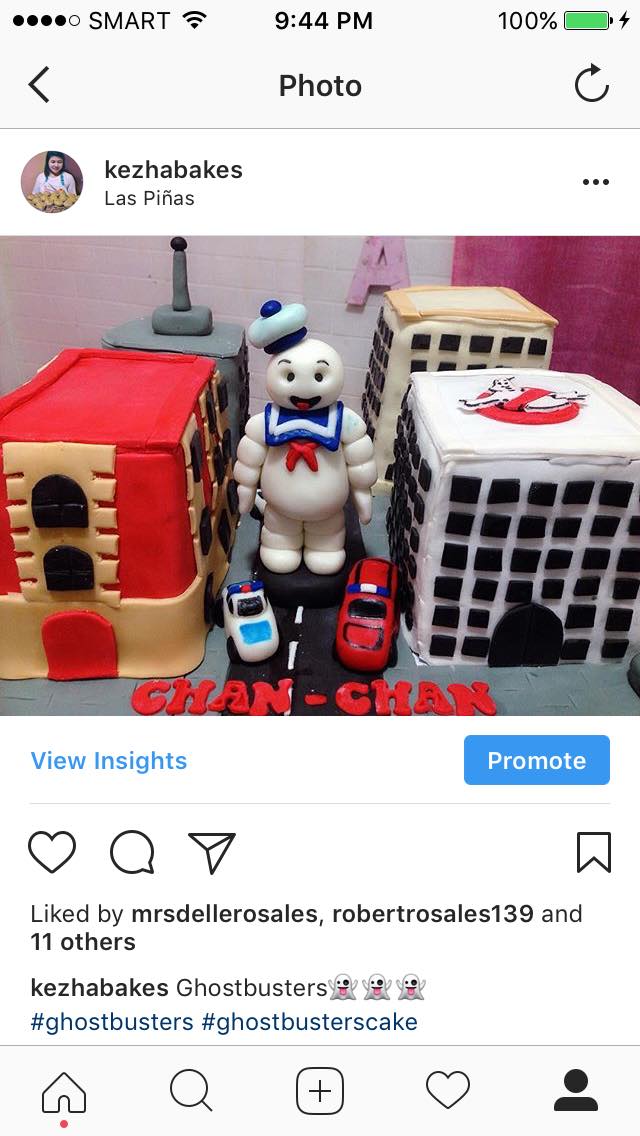 SMART 9:44 PM 100%
Photo
kezhabakes
Las Piñas
A
CHAN-CHAN
View Insights Promote
Liked by mrsdellerosales, robertrosales139 and
11 others
kezhabakes Ghostbusters👻👻👻
#ghostbusters #ghostbusterscake